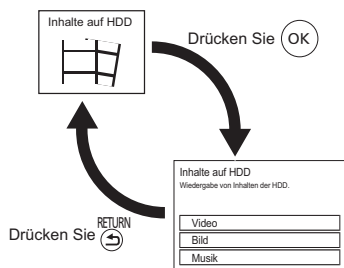 Inhalte auf HDD
Drücken Sie OK
Inhalte auf HDD
Wiedergabe von Inhalten der HDD.
Video
Bild
Musik
RETURN
Drücken Sie